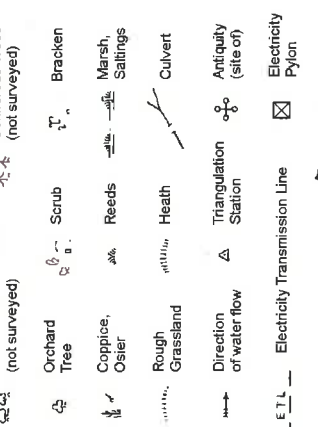 (not surveyed)
(not surveyed)
Orchard
Tree
Scrub
Bracken
Coppice,
Osier
Reeds
Marsh,
Saltings
Rough
Grassland
Heath
Culvert
Direction
of water flow
Triangulation
Station
Antiquity
(site of)
E T L
Electricity Transmission Line
Electricity
Pylon